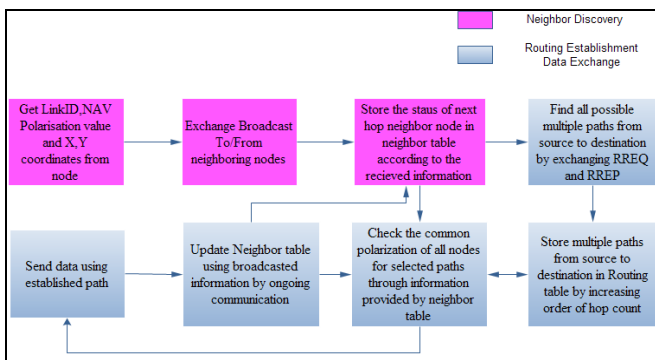 Neighbor Discovery
Routing Establishment
Data Exchange
Get LinkID,NAV
Polarisation value
and X,Y
coordinates from
node
Exchange Broadcast
To/From
neighboring nodes
Store the staus of next
hop neighbor node in
neighbor table
according to the
recieved information
Find all possible
multiple paths from
source to destination
by exchanging RREQ
and RREP
Send data using
established path
Update Neighbor table
using broadcasted
information by ongoing
communication
Check the common
polarization of all nodes
for selected paths
through information
provided by neighbor
table
Store multiple paths
from source to
destination in Routing
table by increasing
order of hop count